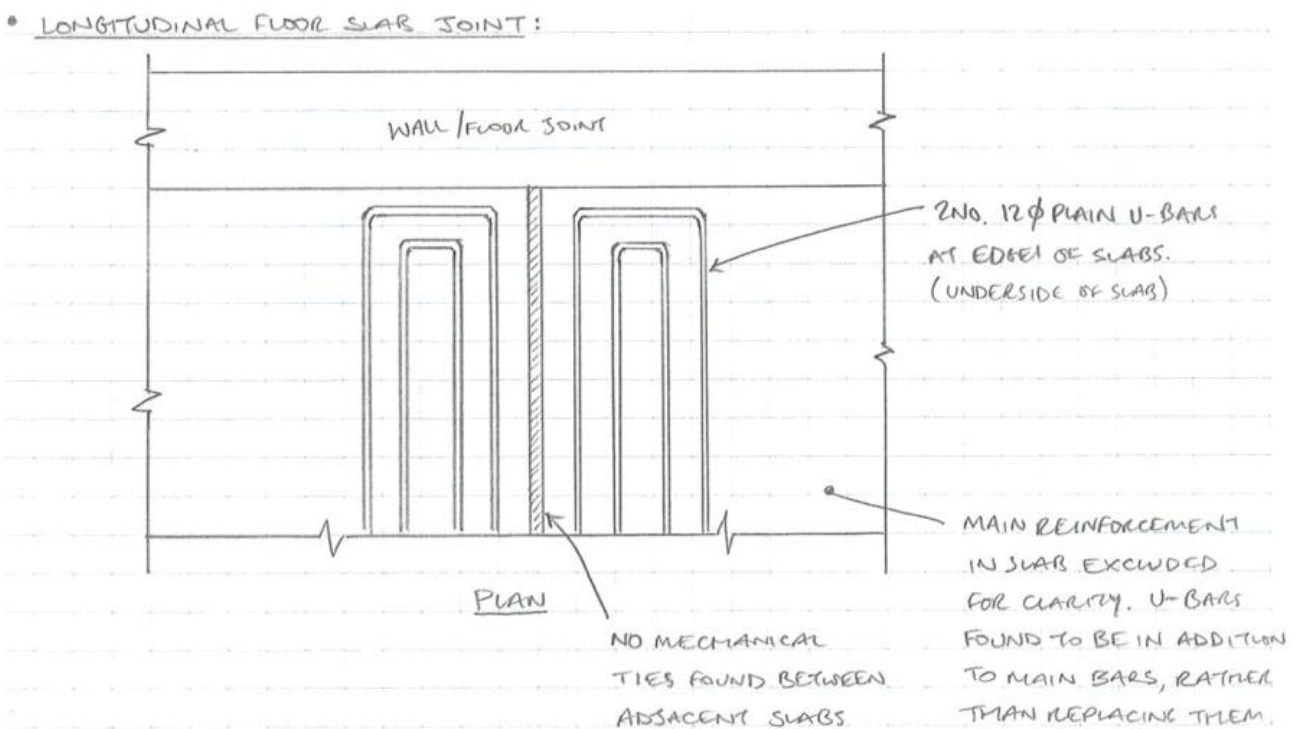 • LONGITUDINAL FLOOR SLAB JOINT:
WALL/FLOOR JOINT
2NO. 12ϕ PLAIN U-BARS
AT EDGES OF SLABS.
(UNDERSIDE OF SLAB)
PLAN
NO MECHANICAL
TIES FOUND BETWEEN
ADJACENT SLABS
MAIN REINFORCEMENT
IN SLAB EXCLUDED
FOR CLARITY. U-BARS
FOUND TO BE IN ADDITION
TO MAIN BARS, RATHER
THAN REPLACING THEM.